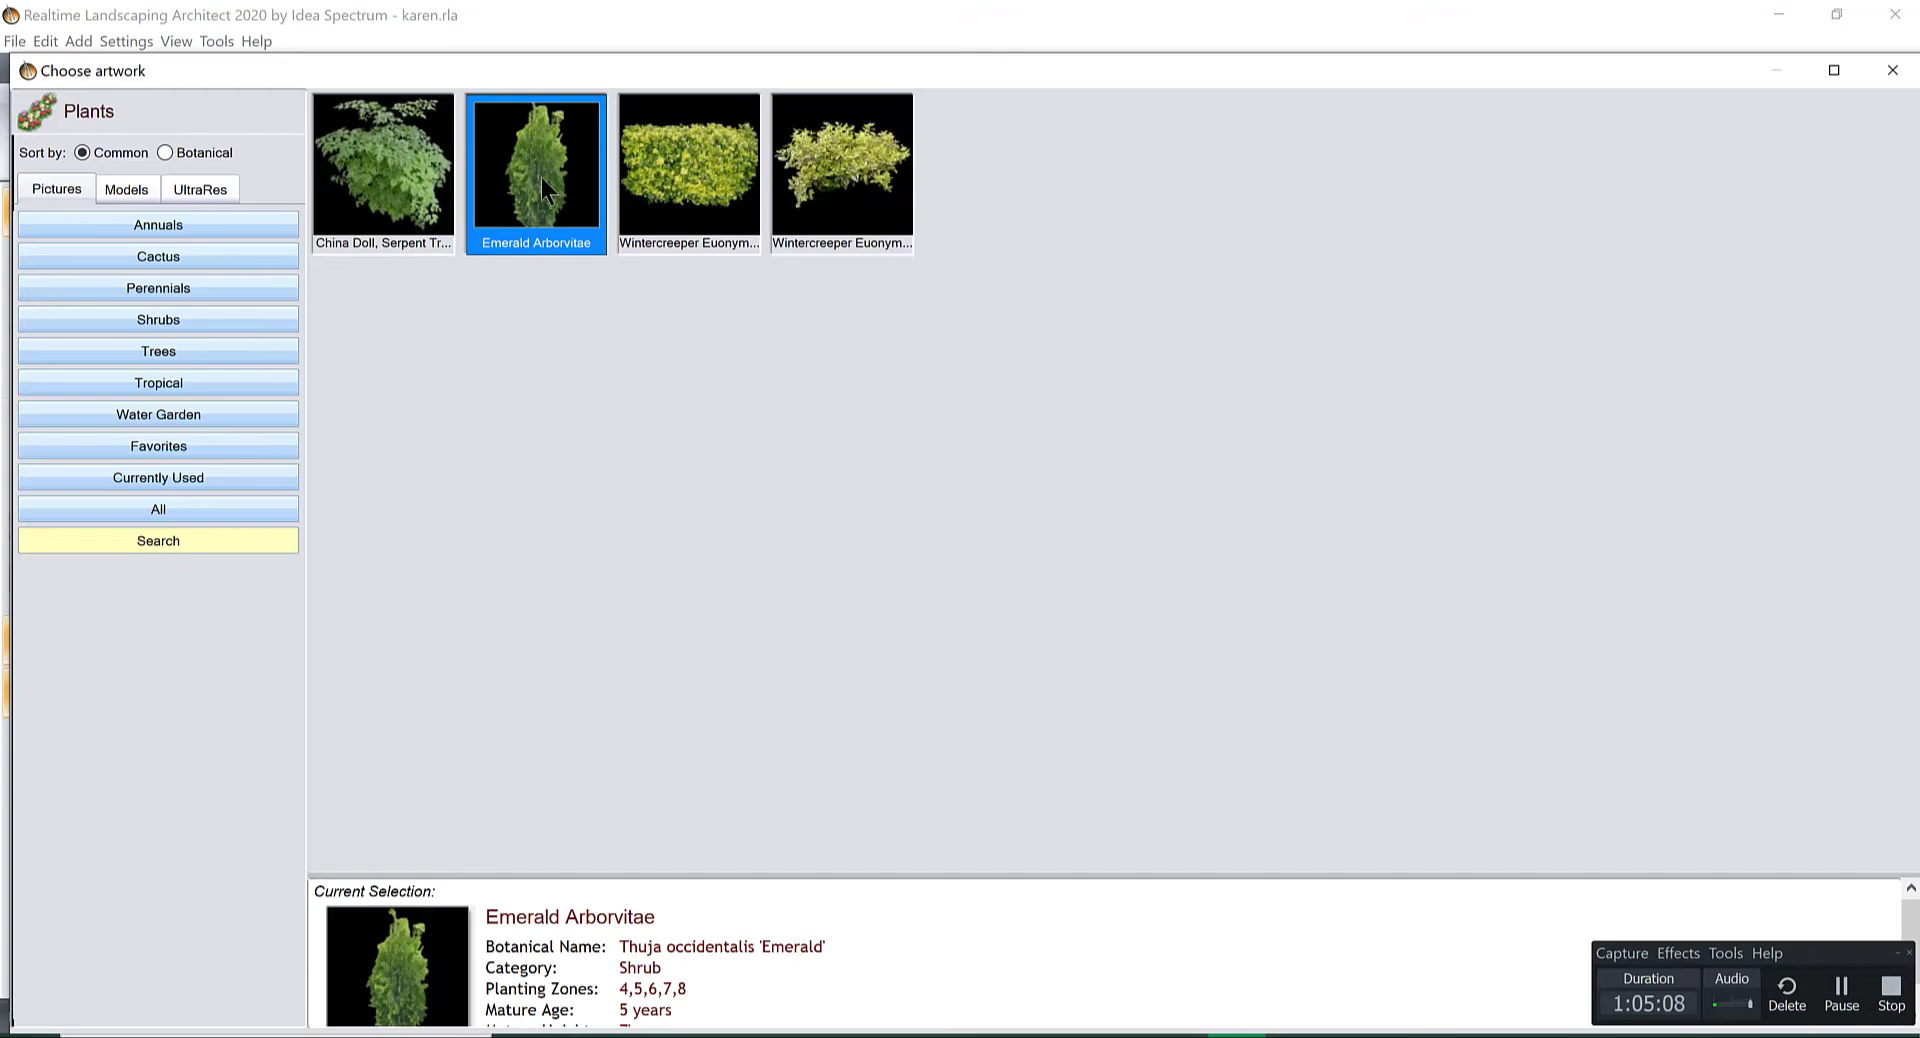 Realtime Landscaping Architect 2020 by Idea Spectrum - karen.rla
File Edit Add Settings View Tools Help
Choose artwork
Plants
Sort by: Common Botanical
Pictures Models UltraRes
Annuals
Cactus
Perennials
Shrubs
Trees
Tropical
Water Garden
Favorites
Currently Used
All
Search
China Doll, Serpent Tr... Emerald Arborvitae Wintercreeper Euonym... Wintercreeper Euonym...
Current Selection:
Emerald Arborvitae
Botanical Name: Thuja occidentalis 'Emerald'
Category: Shrub
Planting Zones: 4,5,6,7,8
Mature Age: 5 years
Capture Effects Tools Help
Duration Audio
1:05:08 Delete Pause Stop